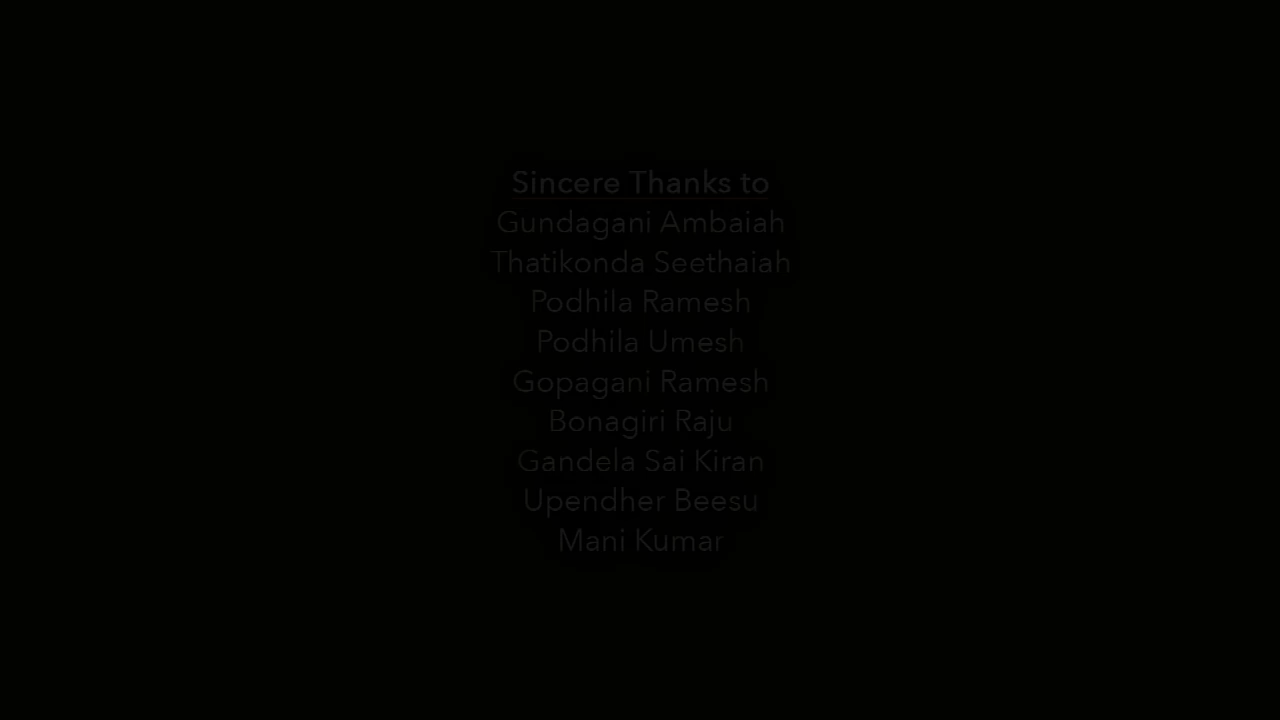 Sincere Thanks to
Gundagani Ambaiah
Thatikonda Seethaiah
Podhila Ramesh
Podhila Umesh
Gopagani Ramesh
Bonagiri Raju
Gandela Sai Kiran
Upendher Beesu
Mani Kumar